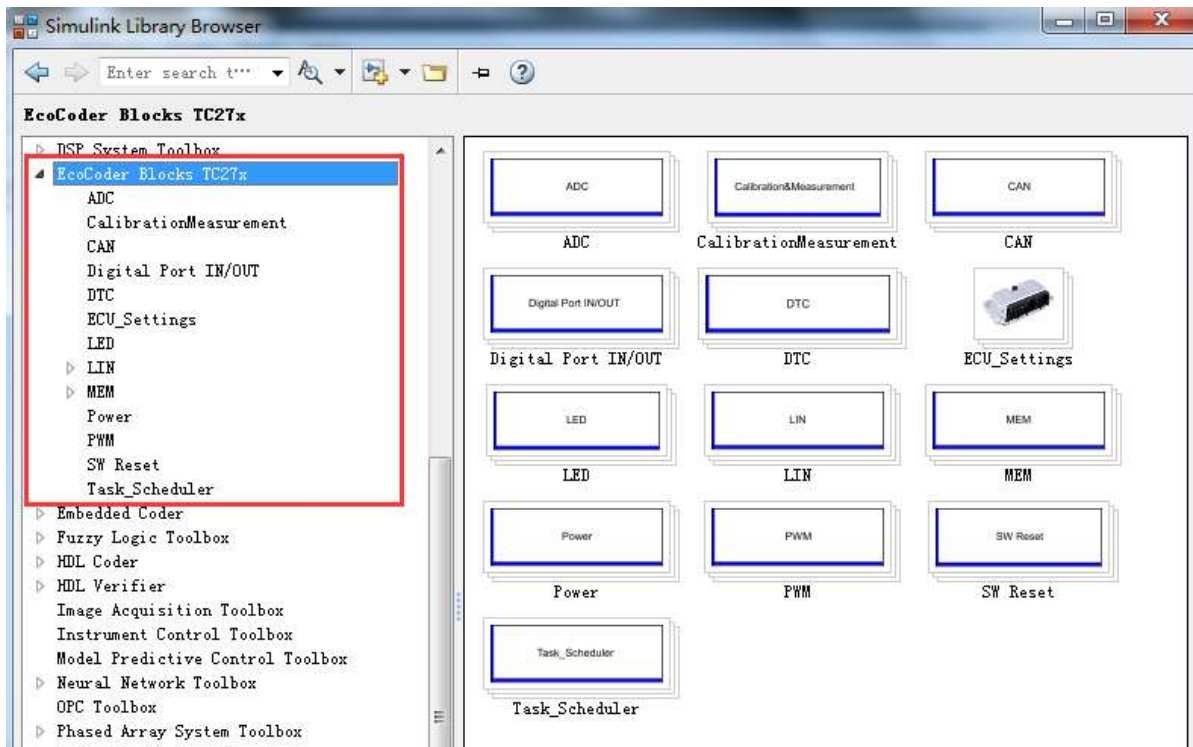 Simulink Library Browser
Enter search t...
EcoCoder Blocks TC27x
DSP System Toolbox
EcoCoder Blocks TC27x
ADC
CalibrationMeasurement
CAN
Digital Port IN/OUT
DTC
ECU_Settings
LED
LIN
MEM
Power
PWM
SW Reset
Task_Scheduler
Embedded Coder
Fuzzy Logic Toolbox
HDL Coder
HDL Verifier
Image Acquisition Toolbox
Instrument Control Toolbox
Model Predictive Control Toolbox
Neural Network Toolbox
OPC Toolbox
Phased Array System Toolbox
ADC Calibration&Measurement CAN
ADC CalibrationMeasurement CAN
Digital Port IN/OUT DTC
Digital Port IN/OUT DTC ECU_Settings
LED LIN MEM
LED LIN MEM
Power PWM SW Reset
Power PWM SW Reset
Task_Scheduler
Task_Scheduler